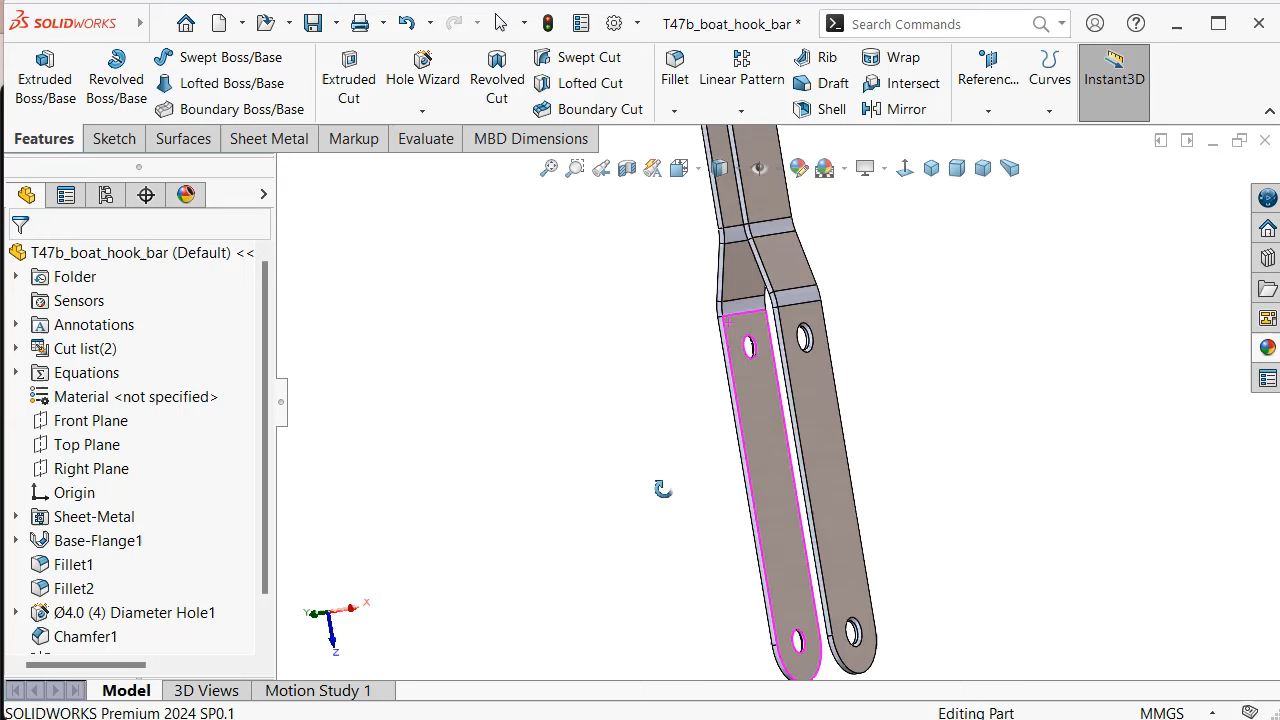 SOLIDWORKS
T47b_boat_hook_bar *
Search Commands
Extruded Boss/Base
Revolved Boss/Base
Swept Boss/Base
Lofted Boss/Base
Boundary Boss/Base
Extruded Cut
Hole Wizard
Revolved Cut
Swept Cut
Lofted Cut
Boundary Cut
Fillet
Linear Pattern
Rib
Draft
Shell
Wrap
Intersect
Mirror
Referenc...
Curves
Instant3D
Features
Sketch
Surfaces
Sheet Metal
Markup
Evaluate
MBD Dimensions
T47b_boat_hook_bar (Default) <<
Folder
Sensors
Annotations
Cut list(2)
Equations
Material <not specified>
Front Plane
Top Plane
Right Plane
Origin
Sheet-Metal
Base-Flange1
Fillet1
Fillet2
Ø4.0 (4) Diameter Hole1
Chamfer1
Y
X
Z
Model
3D Views
Motion Study 1
SOLIDWORKS Premium 2024 SP0.1
Editing Part
MMGS